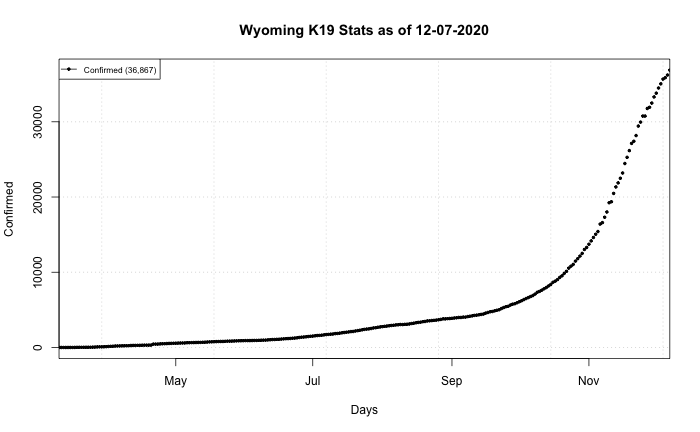 Wyoming K19 Stats as of 12-07-2020
Confirmed (36,867)
Confirmed
30000
20000
10000
0
May Jul Sep Nov
Days